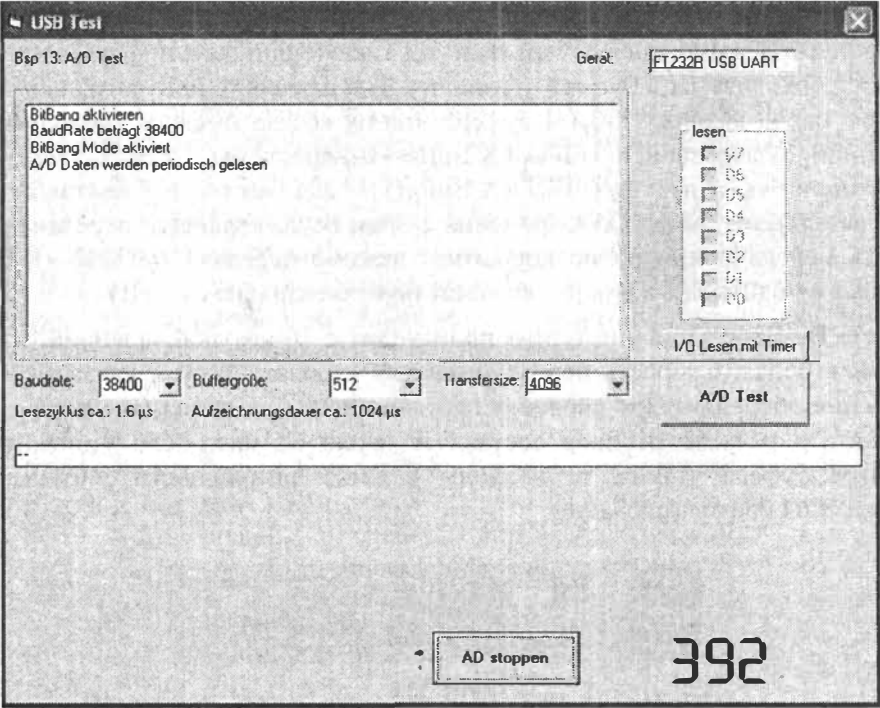 USB Test
Bsp 13: A/D Test
Gerät: FT232R USB UART
BitBang aktivieren
BaudRate beträgt 38400
BitBang Mode aktiviert
A/D Daten werden periodisch gelesen
lesen
D7
D6
D5
D4
D3
D2
D1
D0
I/O Lesen mit Timer
Baudrate: 38400 Buffergröße: 512 Transfersize: 4096
A/D Test
Lesezyklus ca.: 1.6 µs Aufzeichnungsdauer ca.: 1024 µs
--
AD stoppen
392